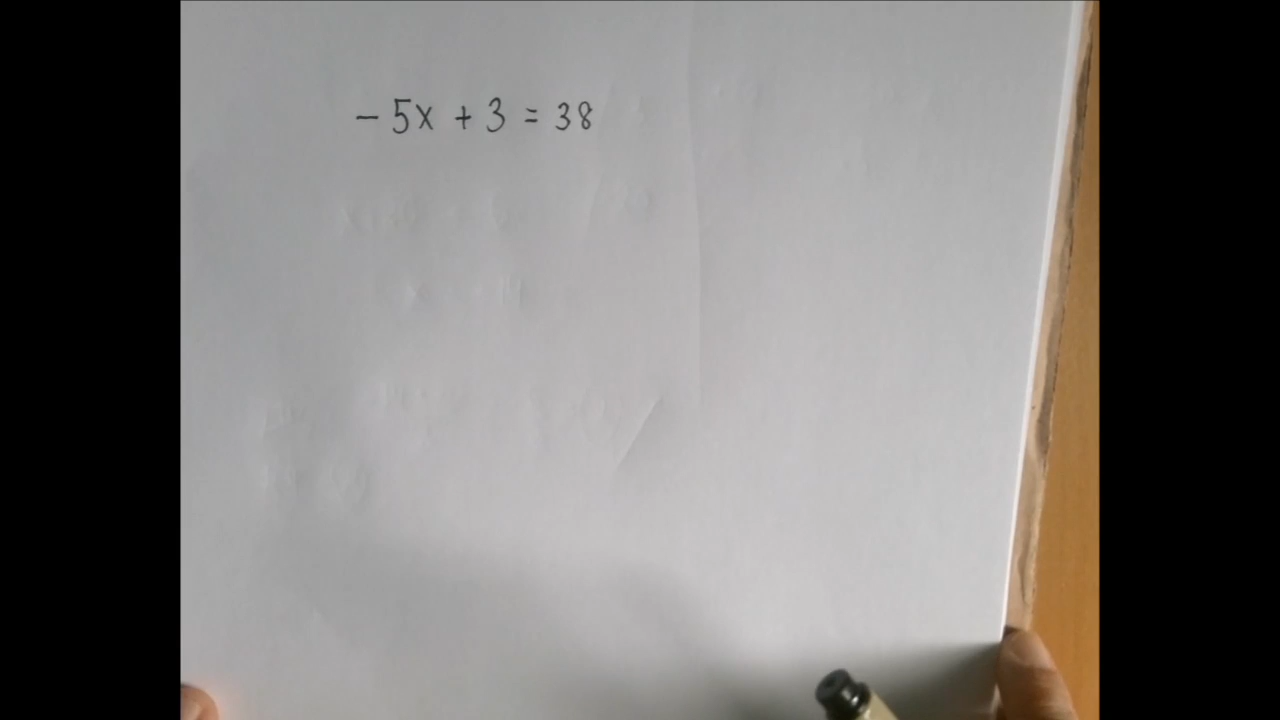 - 5x + 3 = 38